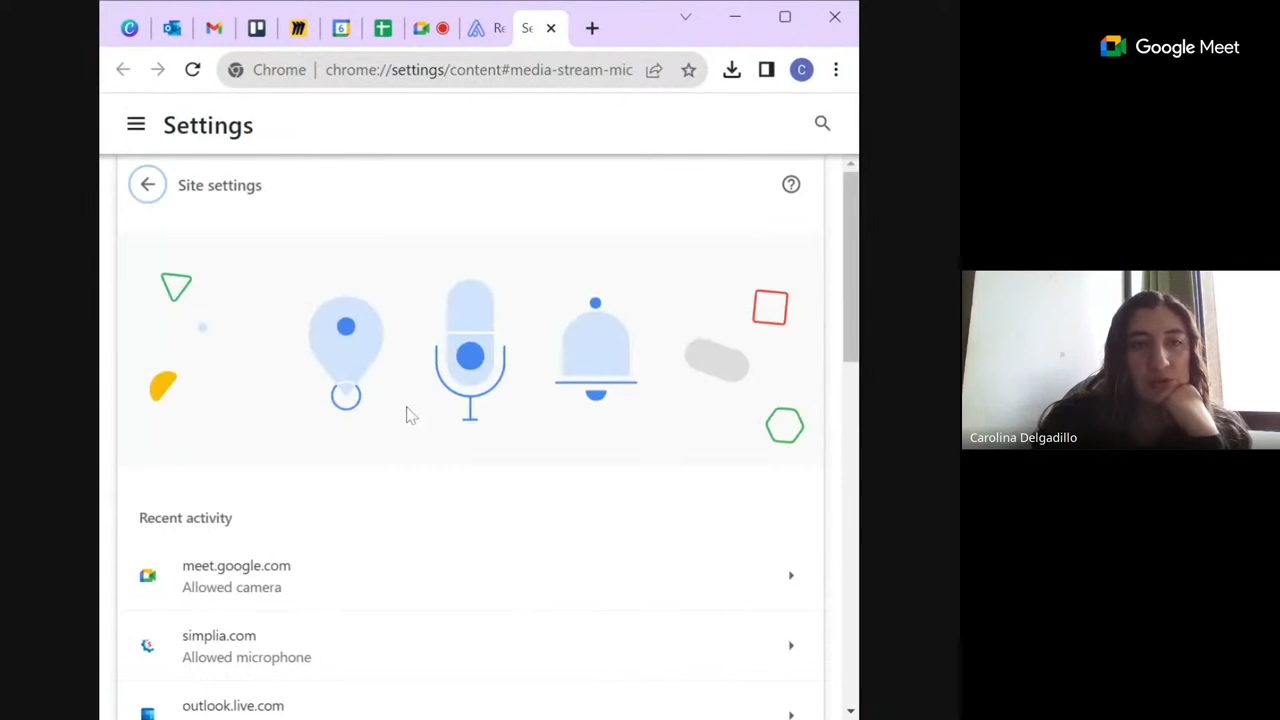 Re
Se
Chrome
chrome://settings/content#media-stream-mic
C
Settings
Site settings
Recent activity
meet.google.com
Allowed camera
simplia.com
Allowed microphone
outlook.live.com
Google Meet
Carolina Delgadillo